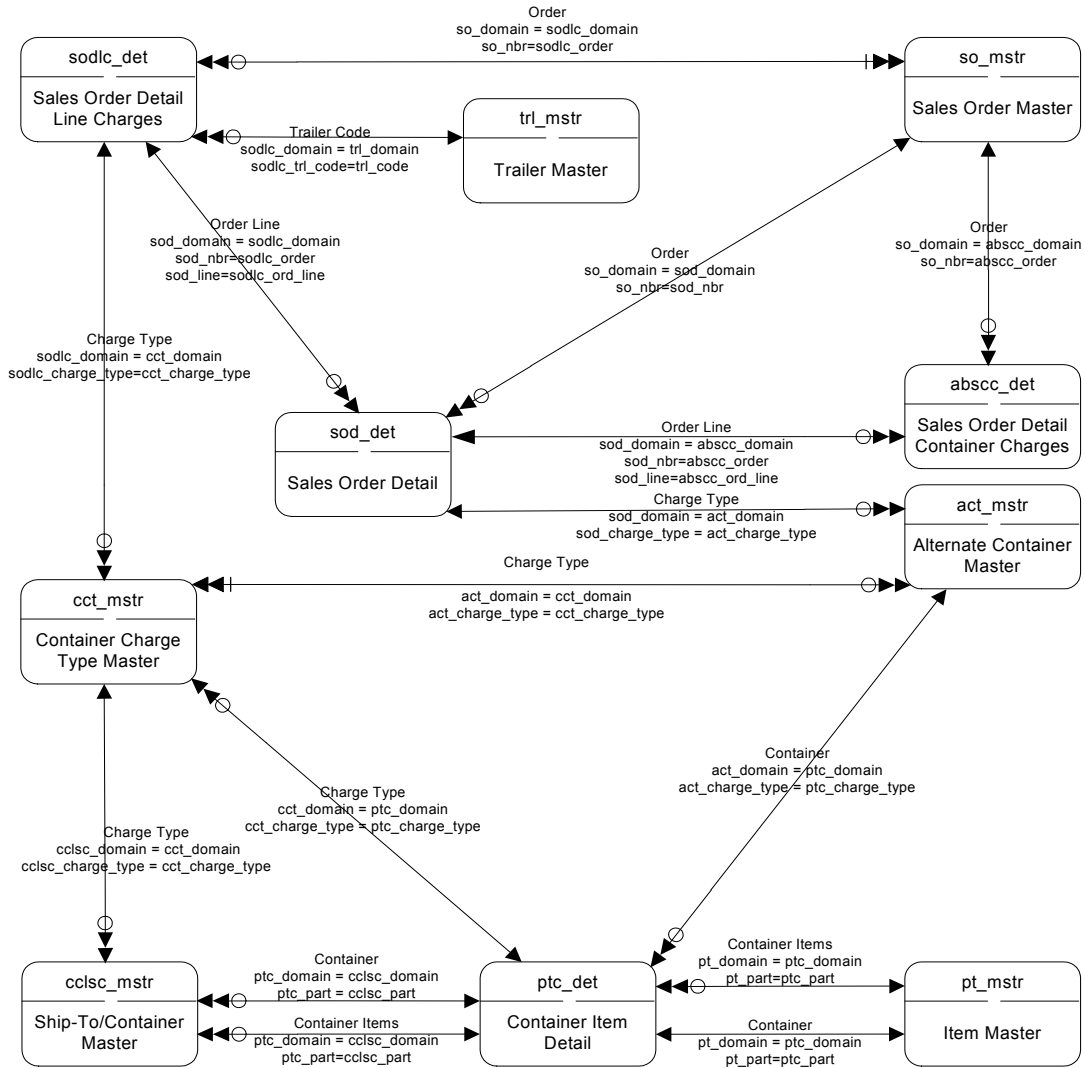 Order
so_domain = sodlc_domain
so_nbr=sodlc_order
sodlc_det
Sales Order Detail
Line Charges
so_mstr
Sales Order Master
trl_mstr
Trailer Master
Trailer Code
sodlc_domain = trl_domain
sodlc_trl_code=trl_code
Order Line
sod_domain = sodlc_domain
sod_nbr=sodlc_order
sod_line=sodlc_ord_line
Order
so_domain = sod_domain
so_nbr=sod_nbr
Order
so_domain = abscc_domain
so_nbr=abscc_order
Charge Type
sodlc_domain = cct_domain
sodlc_charge_type=cct_charge_type
sod_det
Sales Order Detail
Order Line
sod_domain = abscc_domain
sod_nbr=abscc_order
sod_line=abscc_ord_line
abscc_det
Sales Order Detail
Container Charges
Charge Type
sod_domain = act_domain
sod_charge_type = act_charge_type
act_mstr
Alternate Container
Master
Charge Type
act_domain = cct_domain
act_charge_type = cct_charge_type
cct_mstr
Container Charge
Type Master
Container
act_domain = ptc_domain
act_charge_type = ptc_charge_type
Charge Type
cct_domain = ptc_domain
cct_charge_type = ptc_charge_type
Charge Type
cclsc_domain = cct_domain
cclsc_charge_type = cct_charge_type
cclsc_mstr
Ship-To/Container
Master
Container
ptc_domain = cclsc_domain
ptc_part = cclsc_part
Container Items
ptc_domain = cclsc_domain
ptc_part=cclsc_part
ptc_det
Container Item
Detail
Container Items
pt_domain = ptc_domain
pt_part=ptc_part
Container
pt_domain = ptc_domain
pt_part=ptc_part
pt_mstr
Item Master